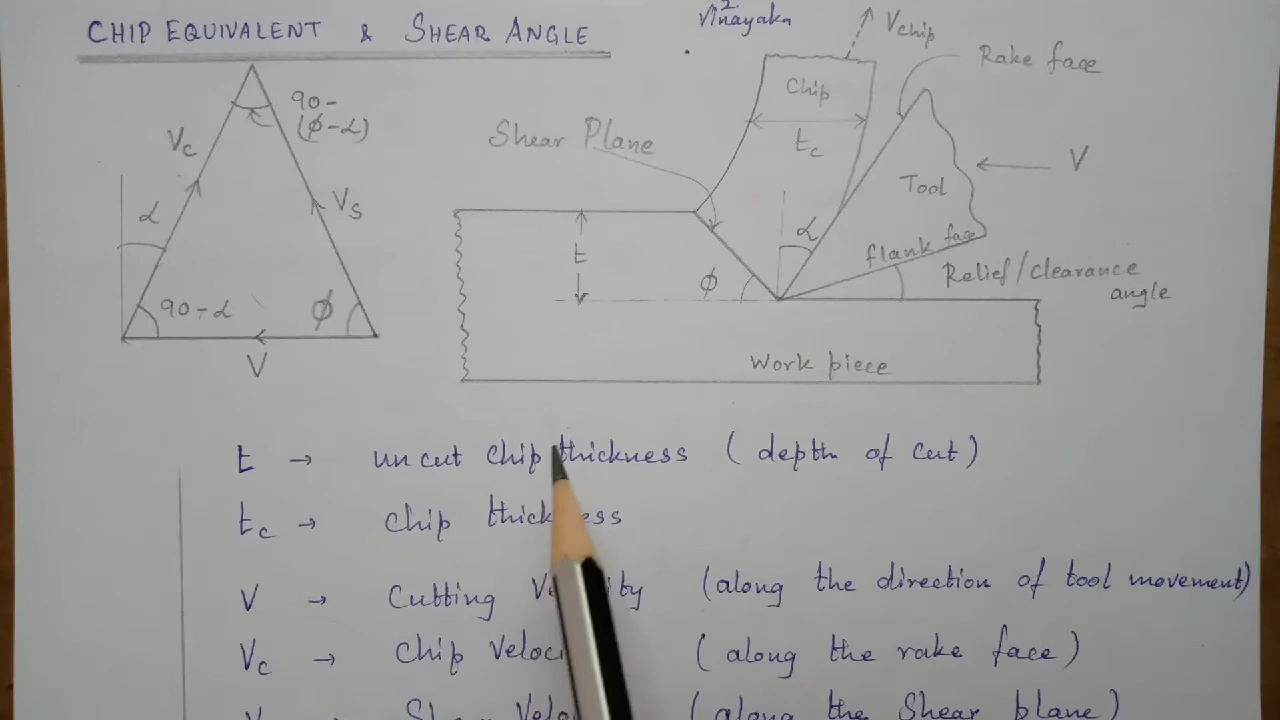 CHIP EQUIVALENT & SHEAR ANGLE
Vinayaka
2
90-
(ϕ-α)
Vc
α
Vs
90-α
ϕ
V
Vchip
Rake face
Chip
tc
Shear Plane
V
Tool
t
α
flank face
ϕ
Relief/clearance
angle
Work piece
t → uncut chip thickness (depth of cut)
tc → chip thickness
V → Cutting (along the direction of tool movement)
Vc → Chip (along the rake face)
(along the Shear plane)